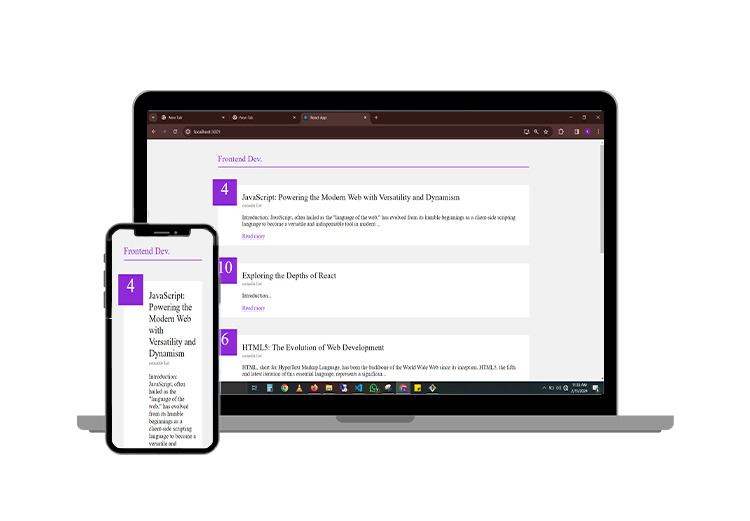 New Tab
New Tab
React App
localhost:3001
Frontend Dev.
4
JavaScript: Powering the Modern Web with Versatility and Dynamism
Introduction: JavaScript, often hailed as the "language of the web," has evolved from its humble beginnings as a client-side scripting
language to become a versatile and indispensable tool in modern ...
Read more
10
Exploring the Depths of React
Introduction...
Read more
6
HTML5: The Evolution of Web Development
HTML, short for HyperText Markup Language, has been the backbone of the World Wide Web since its inception. HTML5, the fifth
and latest iteration of this essential language, represents a significan...
Frontend Dev.
4
JavaScript:
Powering the
Modern Web
with
Versatility and
Dynamism
Introduction:
JavaScript, often
hailed as the
"language of the
web," has evolved
from its humble
beginnings as a
client-side scripting
language to become a
versatile and